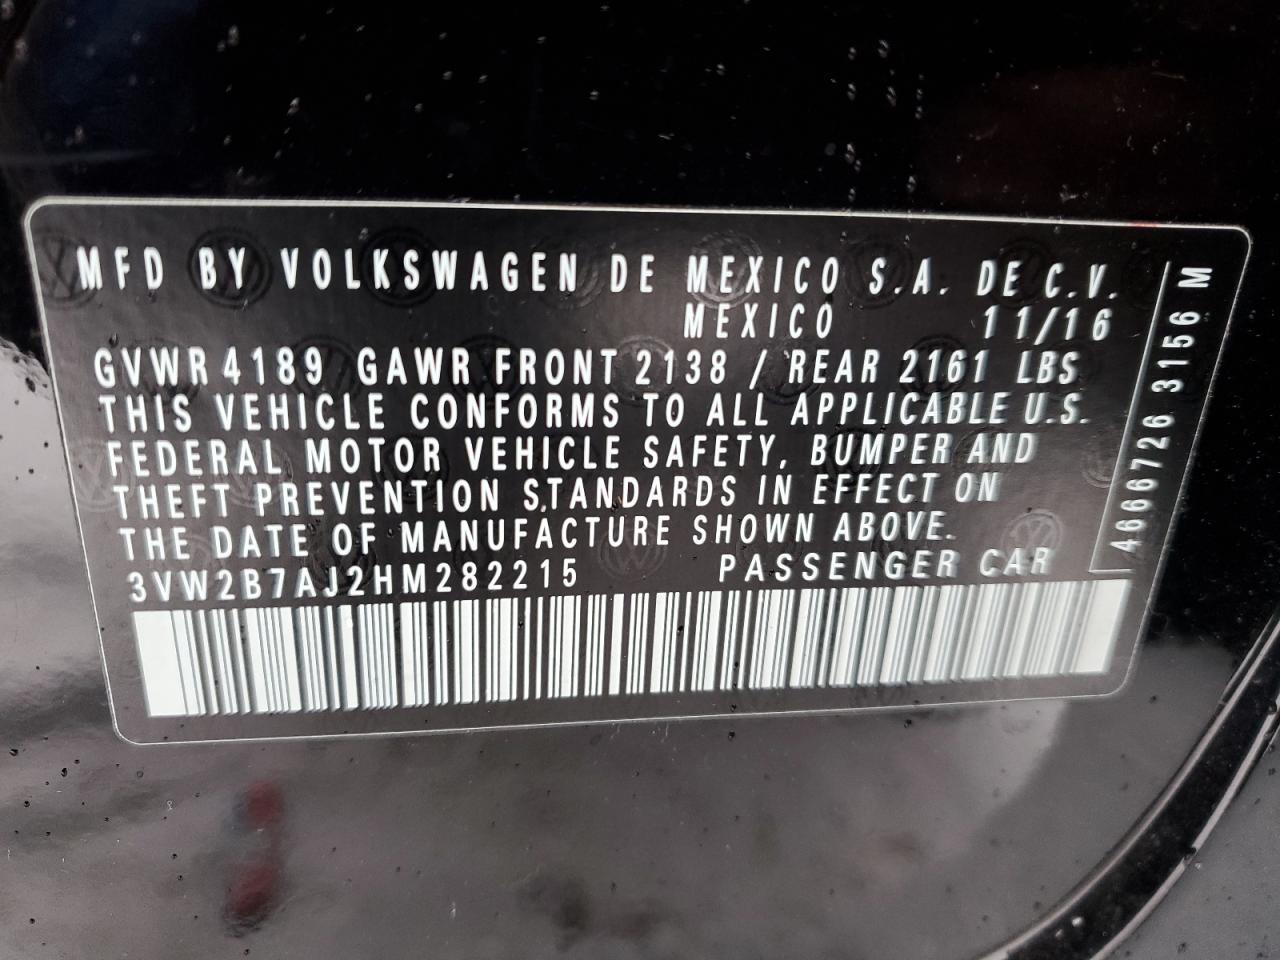 MFD BY VOLKSWAGEN DE MEXICO S.A. DE C.V.
MEXICO 11/16
GVWR 4189 GAWR FRONT 2138 / REAR 2161 LBS
THIS VEHICLE CONFORMS TO ALL APPLICABLE U.S.
FEDERAL MOTOR VEHICLE SAFETY, BUMPER AND
THEFT PREVENTION STANDARDS IN EFFECT ON
THE DATE OF MANUFACTURE SHOWN ABOVE.
3VW2B7AJ2HM282215 PASSENGER CAR
4666726 3156 M